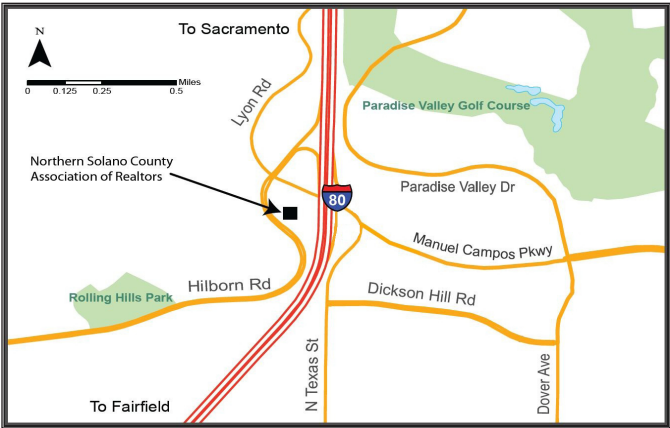 To Sacramento
N
Miles
0 0.125 0.25 0.5
Lyon Rd
Paradise Valley Golf Course
Northern Solano County
Association of Realtors
80
Paradise Valley Dr
Manuel Campos Pkwy
Hilborn Rd
Rolling Hills Park
Dickson Hill Rd
N Texas St
Dover Ave
To Fairfield